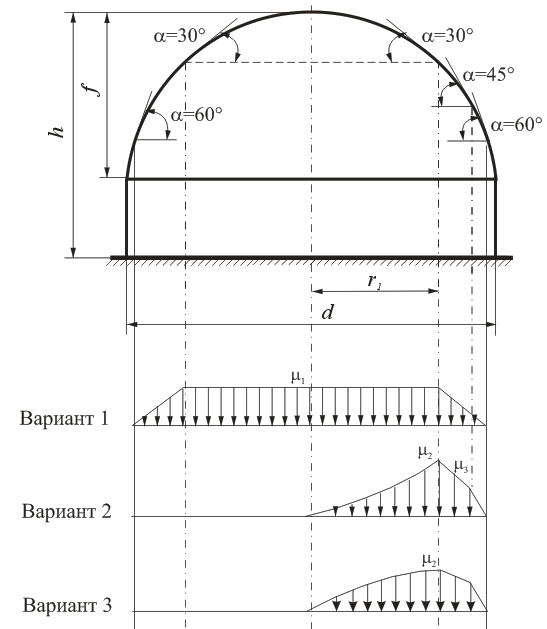 α=30° α=30°
α=45°
f
α=60° α=60°
h
r₁
d
μ₁
Вариант 1
μ₂ μ₃
Вариант 2
μ₂
Вариант 3